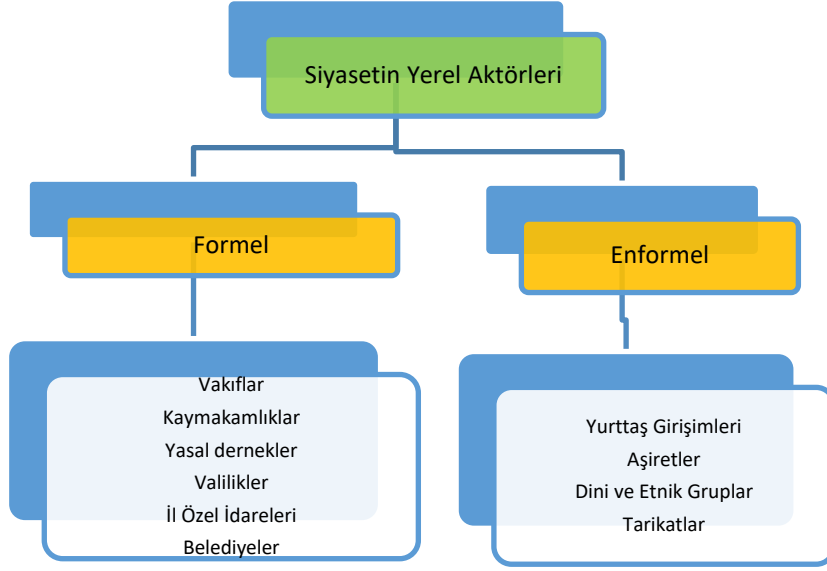 Siyasetin Yerel Aktörleri
Formel
Enformel
Vakıflar
Kaymakamlıklar
Yasal dernekler
Valilikler
İl Özel İdareleri
Belediyeler
Yurttaş Girişimleri
Aşiretler
Dini ve Etnik Gruplar
Tarikatlar